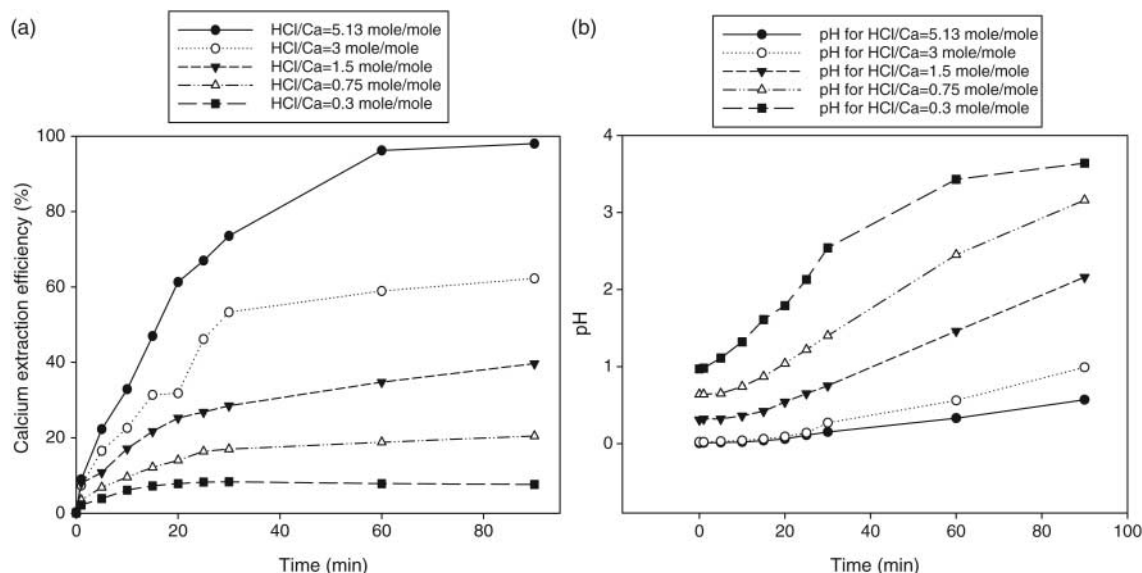 (a)
HCl/Ca=5.13 mole/mole
HCl/Ca=3 mole/mole
HCl/Ca=1.5 mole/mole
HCl/Ca=0.75 mole/mole
HCl/Ca=0.3 mole/mole
Calcium extraction efficiency (%)
100
80
60
40
20
0
0
20
40
60
80
Time (min)
(b)
pH for HCl/Ca=5.13 mole/mole
pH for HCl/Ca=3 mole/mole
pH for HCl/Ca=1.5 mole/mole
pH for HCl/Ca=0.75 mole/mole
pH for HCl/Ca=0.3 mole/mole
pH
4
3
2
1
0
0
20
40
60
80
100
Time (min)